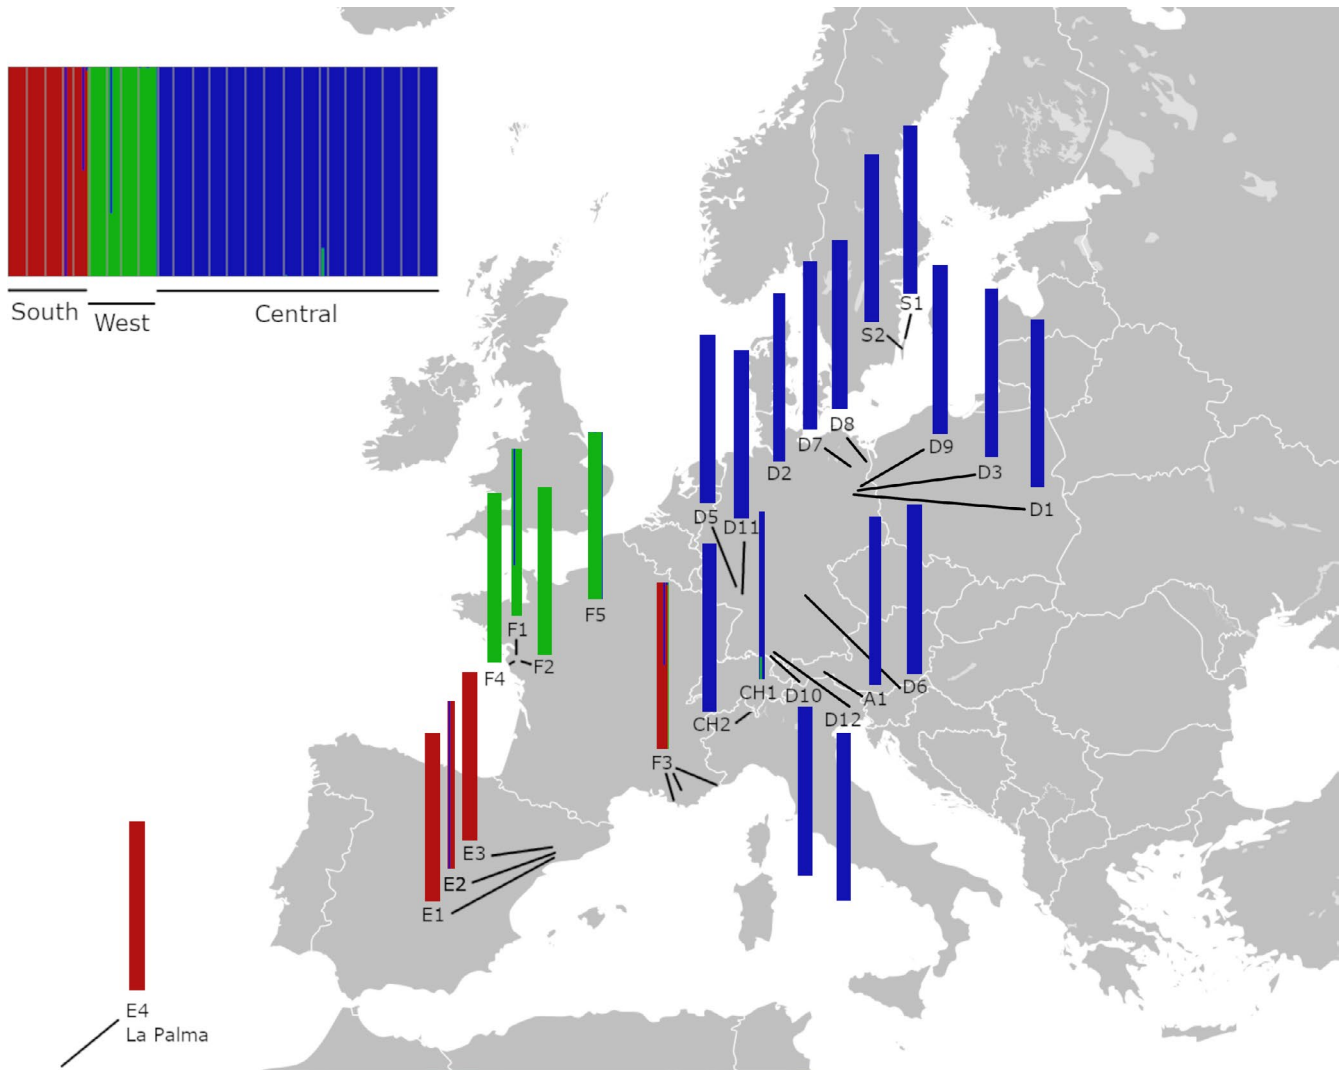 South
West
Central
S1
S2
D8
D7
D9
D2
D3
D1
D5
D11
F5
F1
F2
F4
D6
CH1
D10
A1
CH2
D12
F3
E3
E2
E1
E4
La Palma